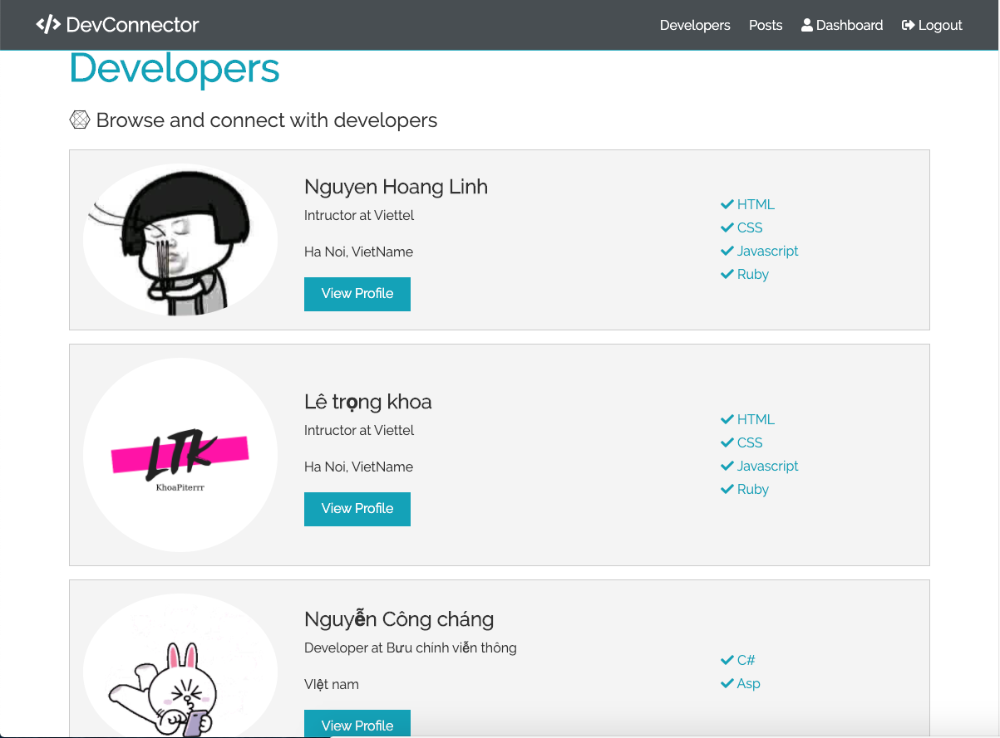 DevConnector
Developers Posts Dashboard Logout
Developers
Browse and connect with developers
Nguyen Hoang Linh
Intructor at Viettel
Ha Noi, VietName
View Profile
HTML
CSS
Javascript
Ruby
LTK
KhoaPiterrr
Lê trọng khoa
Intructor at Viettel
Ha Noi, VietName
View Profile
HTML
CSS
Javascript
Ruby
Nguyễn Công cháng
Developer at Bưu chính viễn thông
VIệt nam
View Profile
C#
Asp